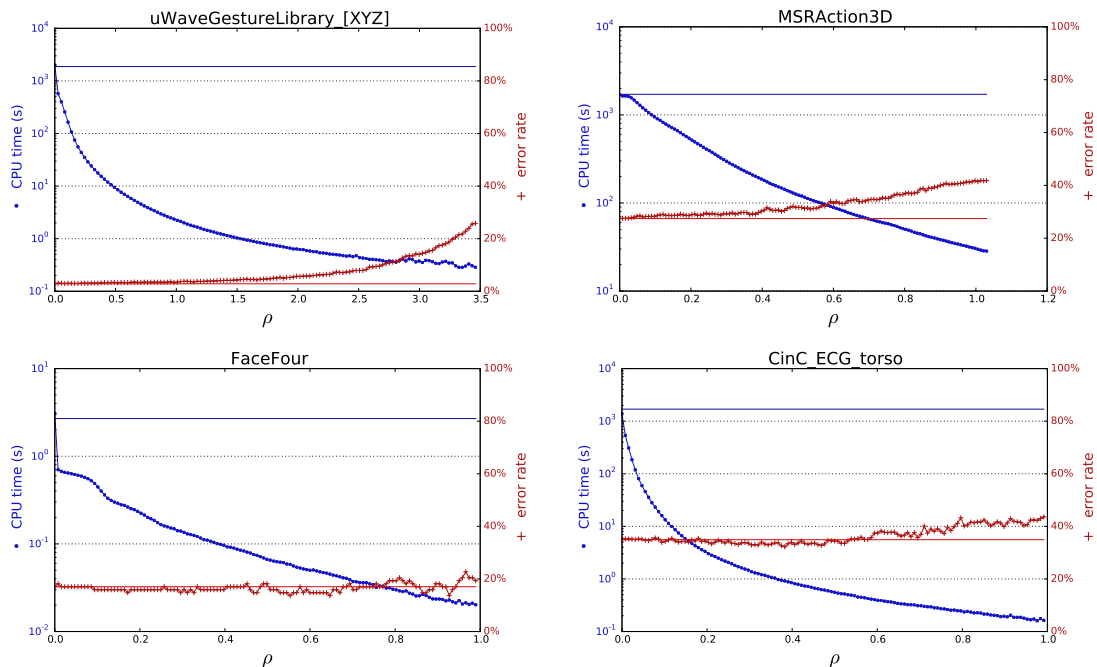 uWaveGestureLibrary_[XYZ]
10^4
10^3
10^2
10^1
10^0
10^-1
• CPU time (s)
100%
80%
60%
40%
20%
0%
+ error rate
0.0 0.5 1.0 1.5 2.0 2.5 3.0 3.5
ρ
MSRAction3D
10^4
10^3
10^2
10^1
• CPU time (s)
100%
80%
60%
40%
20%
0%
+ error rate
0.0 0.2 0.4 0.6 0.8 1.0 1.2
ρ
FaceFour
10^1
10^0
10^-1
10^-2
• CPU time (s)
100%
80%
60%
40%
20%
0%
+ error rate
0.0 0.2 0.4 0.6 0.8 1.0
ρ
CinC_ECG_torso
10^4
10^3
10^2
10^1
10^0
10^-1
• CPU time (s)
100%
80%
60%
40%
20%
0%
+ error rate
0.0 0.2 0.4 0.6 0.8 1.0
ρ